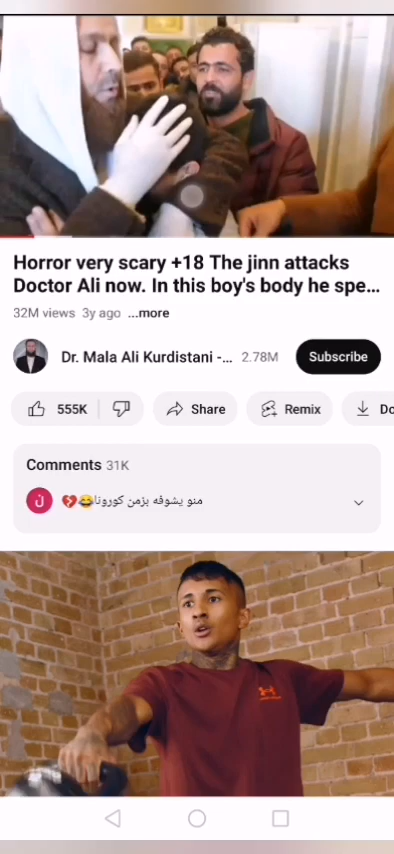 Horror very scary +18 The jinn attacks
Doctor Ali now. In this boy's body he spe...
32M views 3y ago ...more
Dr. Mala Ali Kurdistani -... 2.78M Subscribe
555K Share Remix Do
Comments 31K
ن منو يشوفه بزمن كورونا😂💔